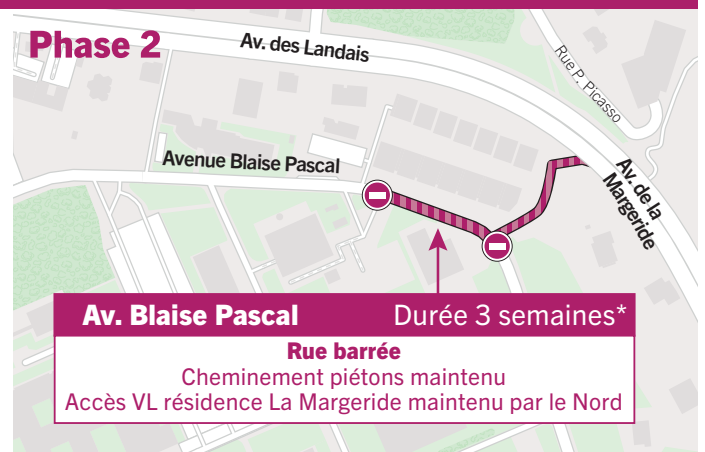 Phase 2
Av. des Landais
Rue P. Picasso
Avenue Blaise Pascal
Av. de la
Margeride
Av. Blaise Pascal Durée 3 semaines*
Rue barrée
Cheminement piétons maintenu
Accès VL résidence La Margeride maintenu par le Nord